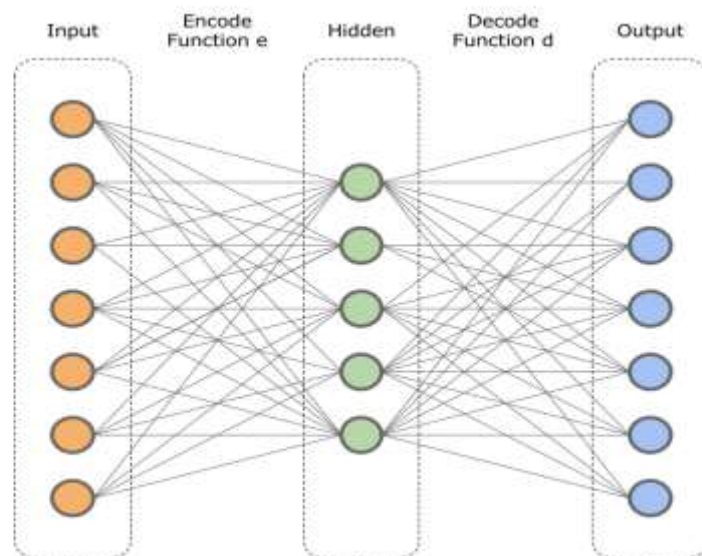 Input
Encode
Function e
Hidden
Decode
Function d
Output